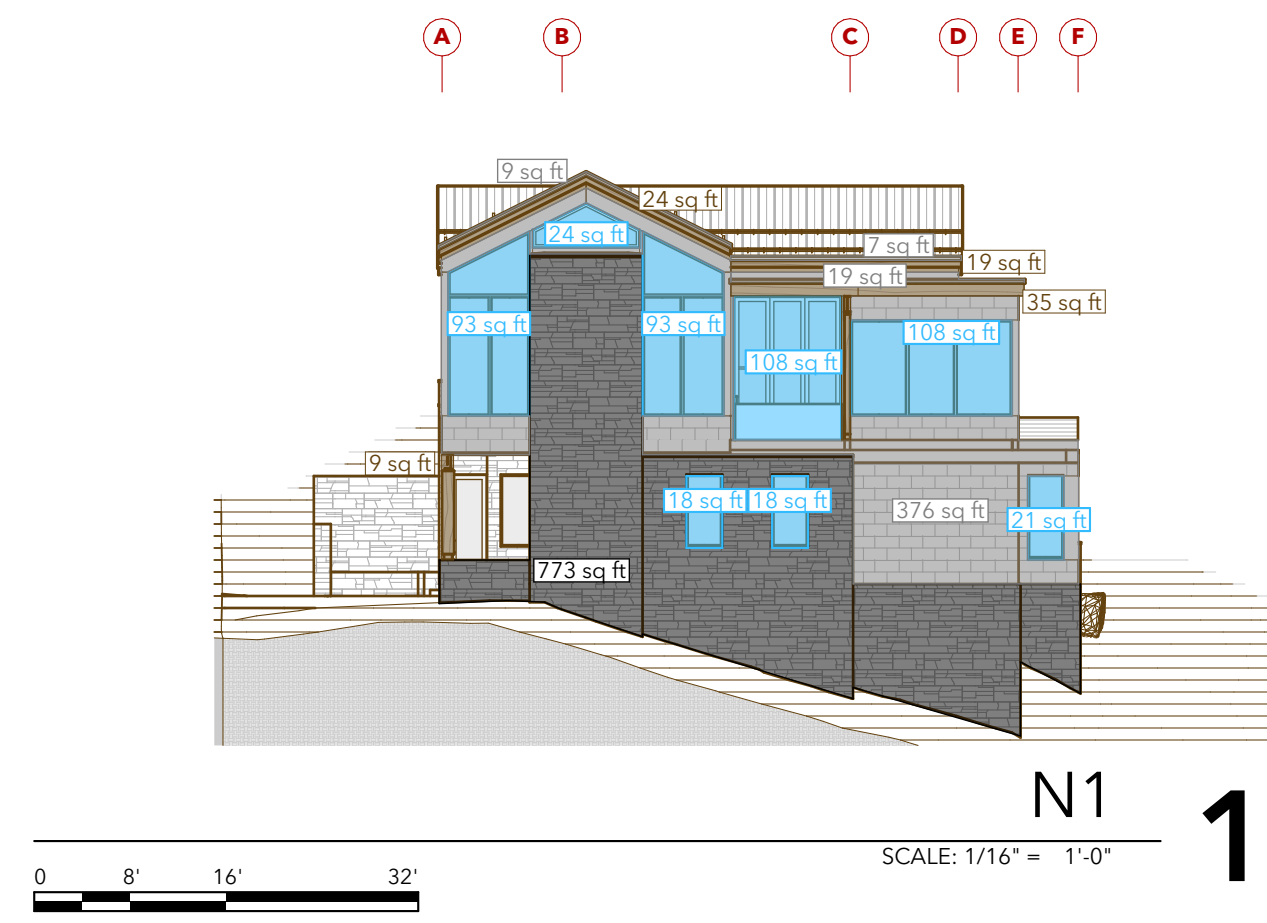 A B C D E F
9 sq ft
24 sq ft
24 sq ft
7 sq ft
19 sq ft
19 sq ft
35 sq ft
93 sq ft
93 sq ft
108 sq ft
108 sq ft
9 sq ft
18 sq ft
18 sq ft
376 sq ft
21 sq ft
773 sq ft
N1
1
SCALE: 1/16" = 1'-0"
0 8' 16' 32'